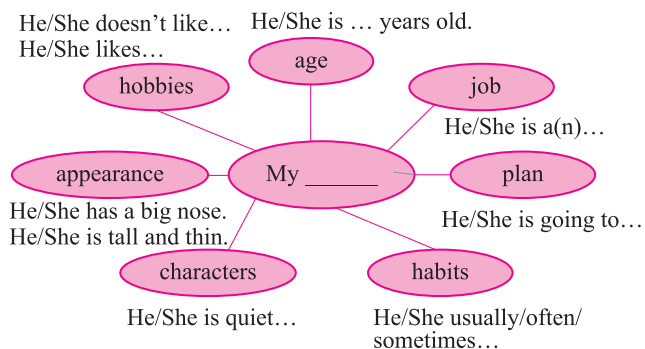 He/She doesn’t like…
He/She likes…
hobbies
He/She is … years old.
age
job
He/She is a(n)…
appearance
He/She has a big nose.
He/She is tall and thin.
My _______
plan
He/She is going to…
characters
He/She is quiet…
habits
He/She usually/often/
sometimes…